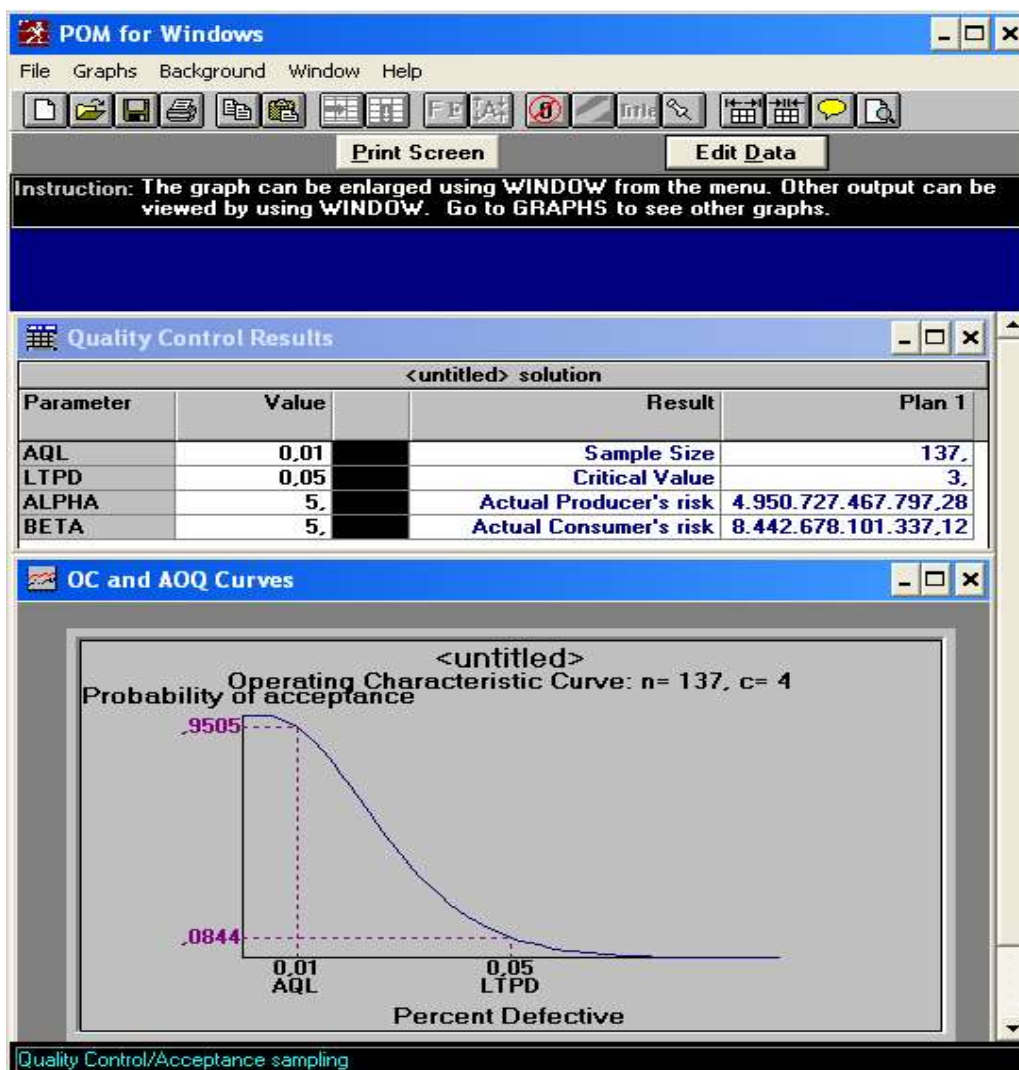 POM for Windows
File Graphs Background Window Help
Title
Print Screen Edit Data
Instruction: The graph can be enlarged using WINDOW from the menu. Other output can be
viewed by using WINDOW. Go to GRAPHS to see other graphs.
Quality Control Results
<untitled> solution
Parameter Value Result Plan 1
AQL 0,01 Sample Size 137,
LTPD 0,05 Critical Value 3,
ALPHA 5, Actual Producer's risk 4.950.727.467.797,28
BETA 5, Actual Consumer's risk 8.442.678.101.337,12
OC and AOQ Curves
<untitled>
Operating Characteristic Curve: n= 137, c= 4
Probability of acceptance
,9505
,0844
0,01 0,05
AQL LTPD
Percent Defective
Quality Control/Acceptance sampling